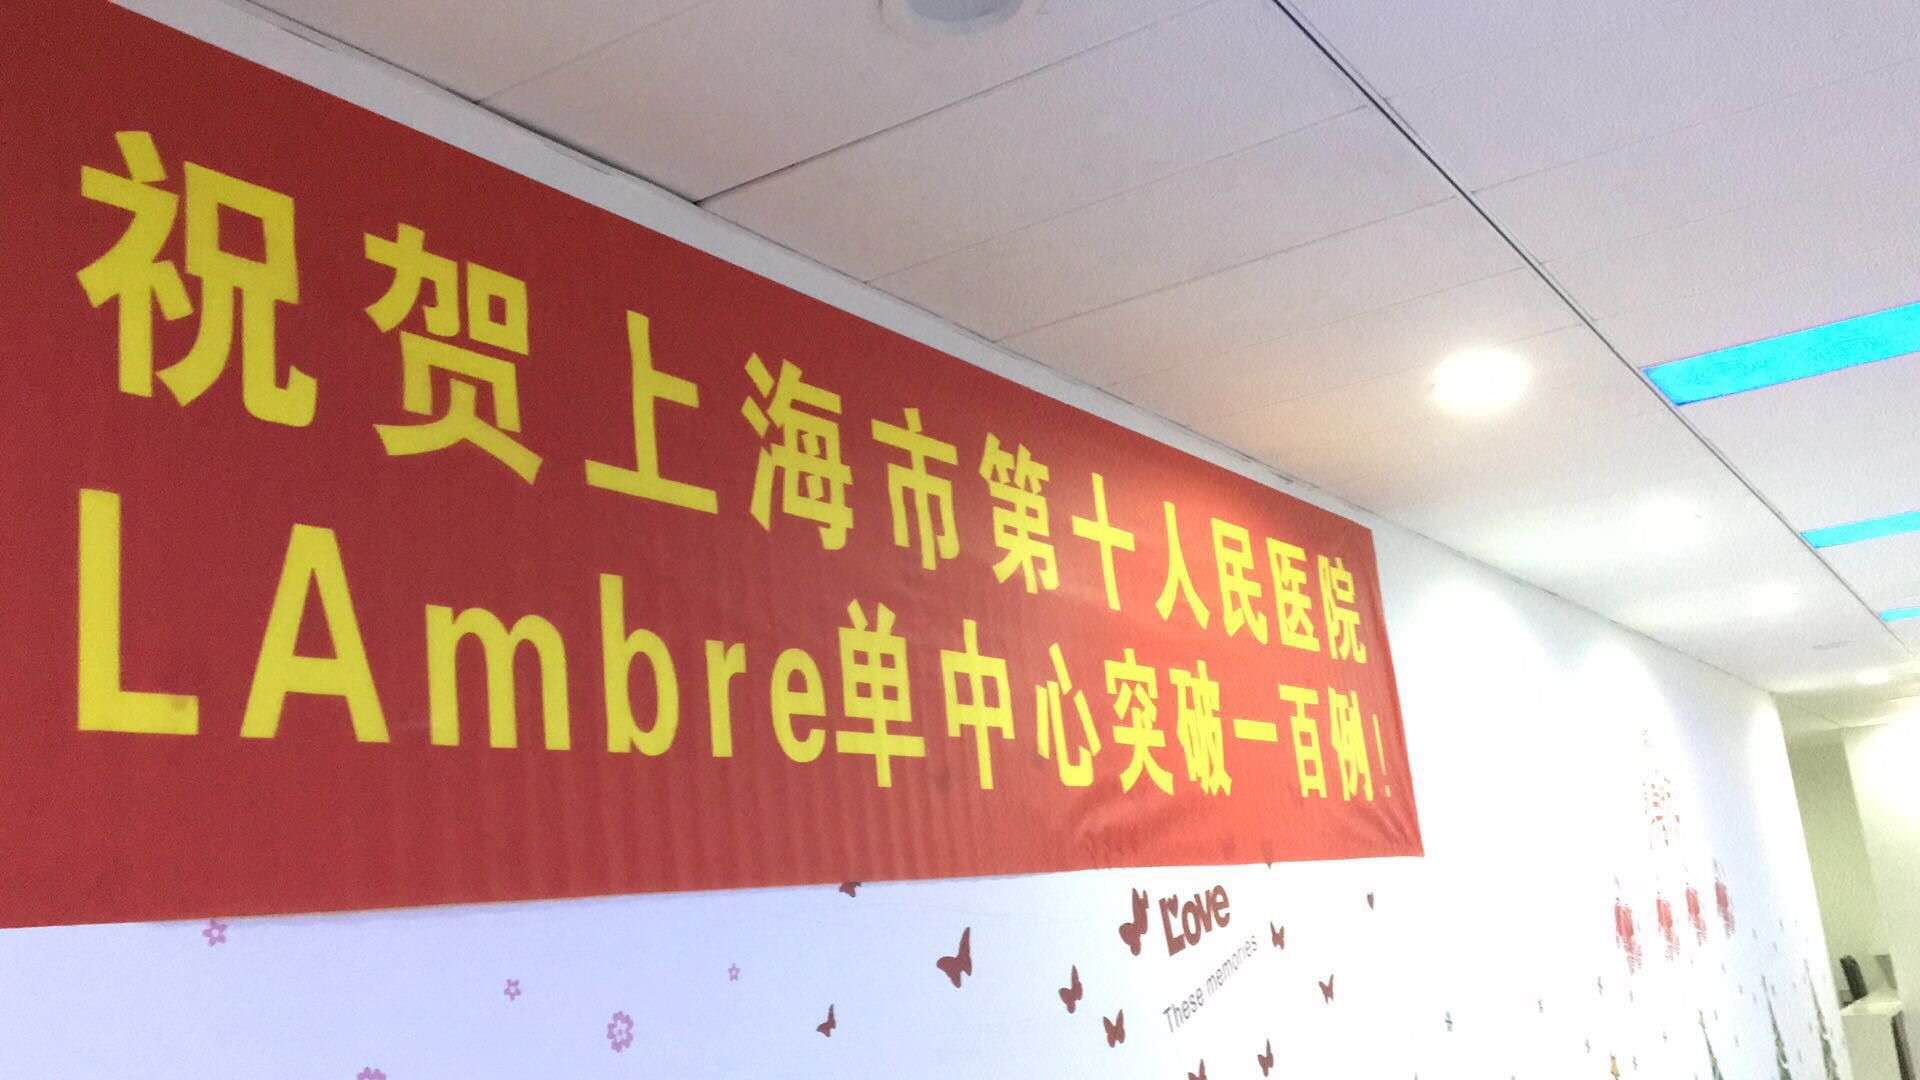 祝贺上海市第十人民医院
LAmbre单中心突破一百例！
Love
These memories